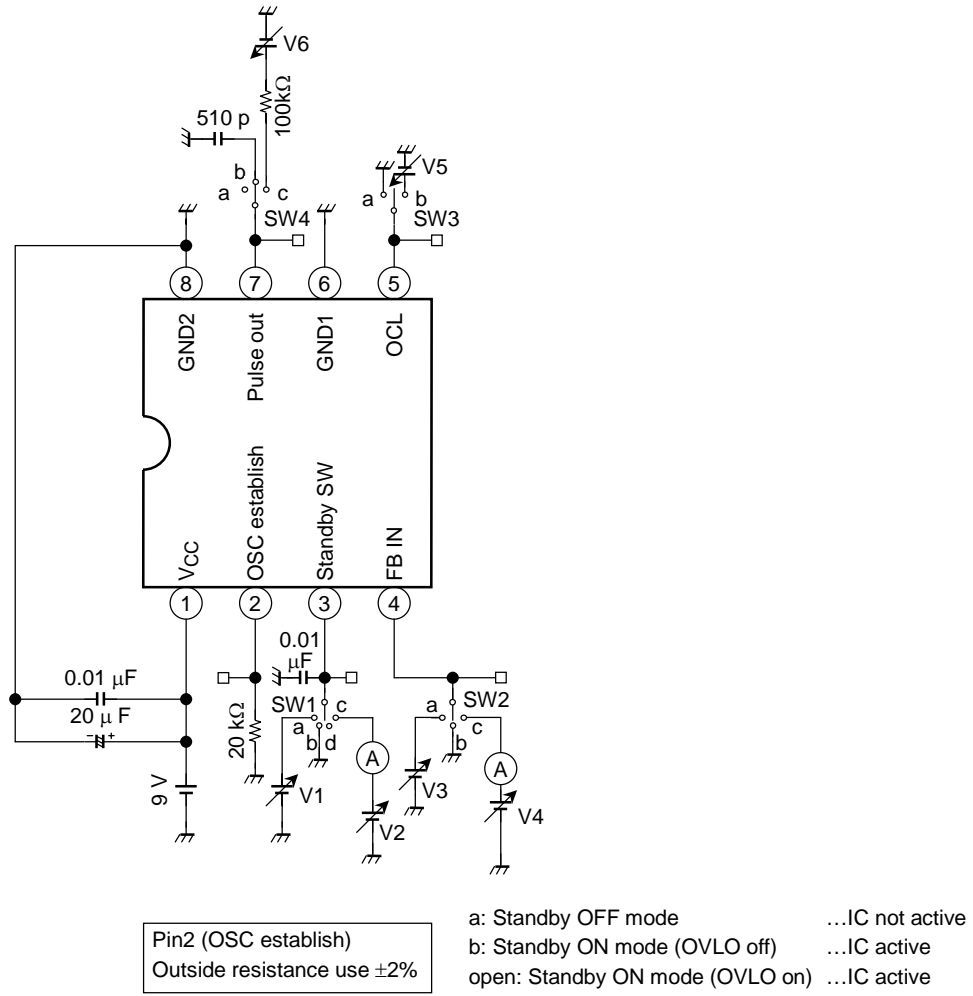 V6
100kΩ
510 p
b
a
c
SW4
V5
a
b
SW3
8
7
6
5
GND2
Pulse out
GND1
OCL
VCC
OSC establish
Standby SW
FB IN
1
2
3
4
0.01 μF
20 μ F
- +
9 V
20 kΩ
0.01
μF
SW1
a
b
d
c
V1
A
V2
SW2
a
b
c
V3
A
V4
Pin2 (OSC establish)
Outside resistance use ±2%
a: Standby OFF mode …IC not active
b: Standby ON mode (OVLO off) …IC active
open: Standby ON mode (OVLO on) …IC active